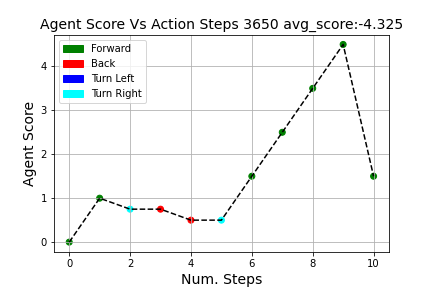 Agent Score Vs Action Steps 3650 avg_score:-4.325
Forward
Back
Turn Left
Turn Right
Agent Score
4
3
2
1
0
0 2 4 6 8 10
Num. Steps